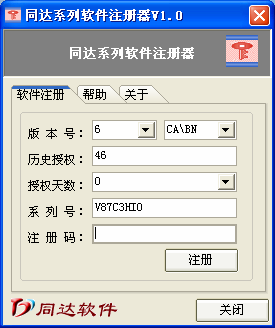 同达系列软件注册器V1.0
同达系列软件注册器
软件注册 帮助 关于
版 本 号： 6 CA\BN
历史授权： 46
授权天数： 0
系 列 号： V87C3HIO
注 册 码：
注册
同达软件 关闭